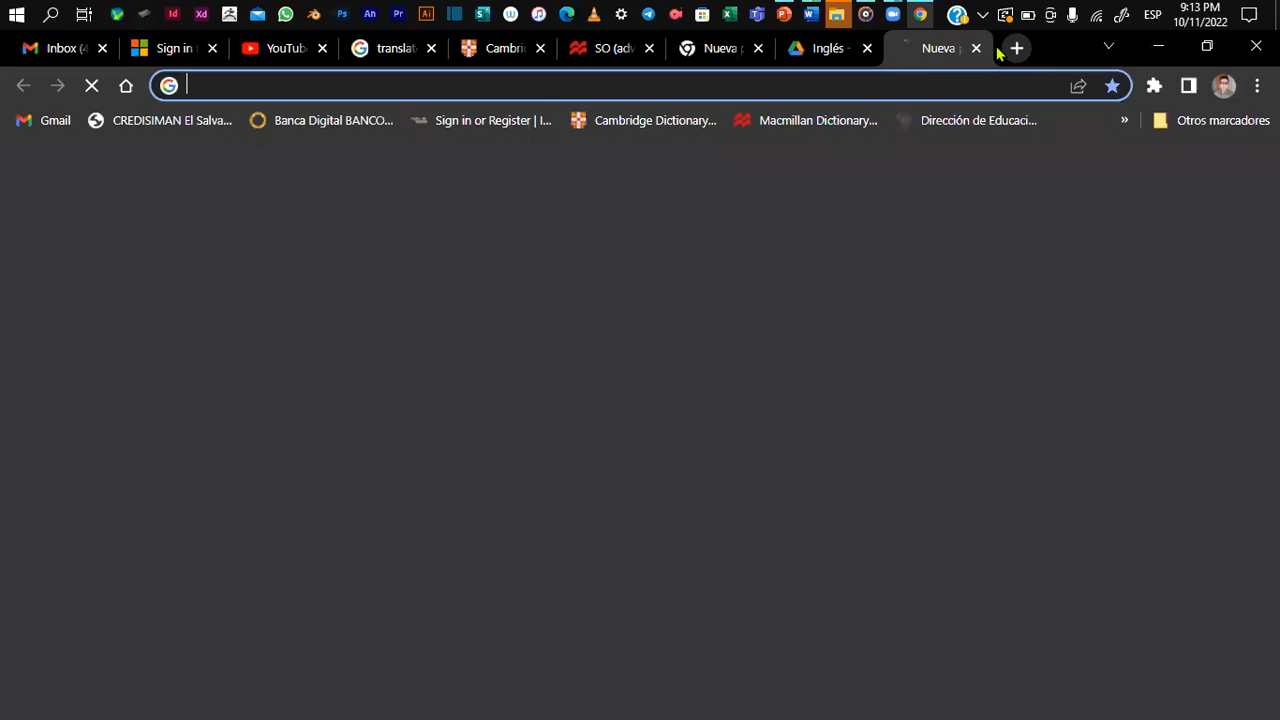 Id Xd Ps An Pr Ai S W X P W ESP 9:13 PM
10/11/2022
Inbox (4 Sign in YouTub translat Cambri SO (adv Nueva p Inglés - Nueva p
Gmail CREDISIMAN El Salva... Banca Digital BANCO... Sign in or Register | I... Cambridge Dictionary... Macmillan Dictionary... Dirección de Educaci... » Otros marcadores